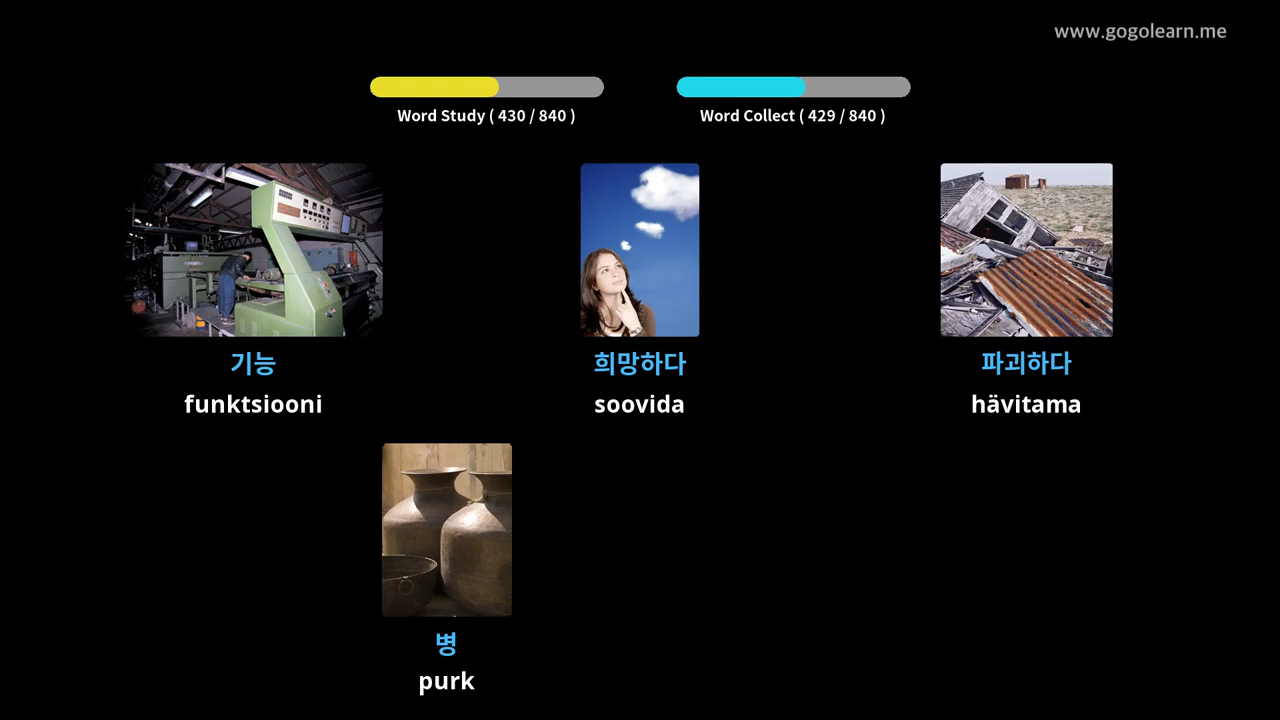 www.gogolearn.me
Word Study ( 430 / 840 )
Word Collect ( 429 / 840 )
기능
funktsiooni
희망하다
soovida
파괴하다
hävitama
병
purk